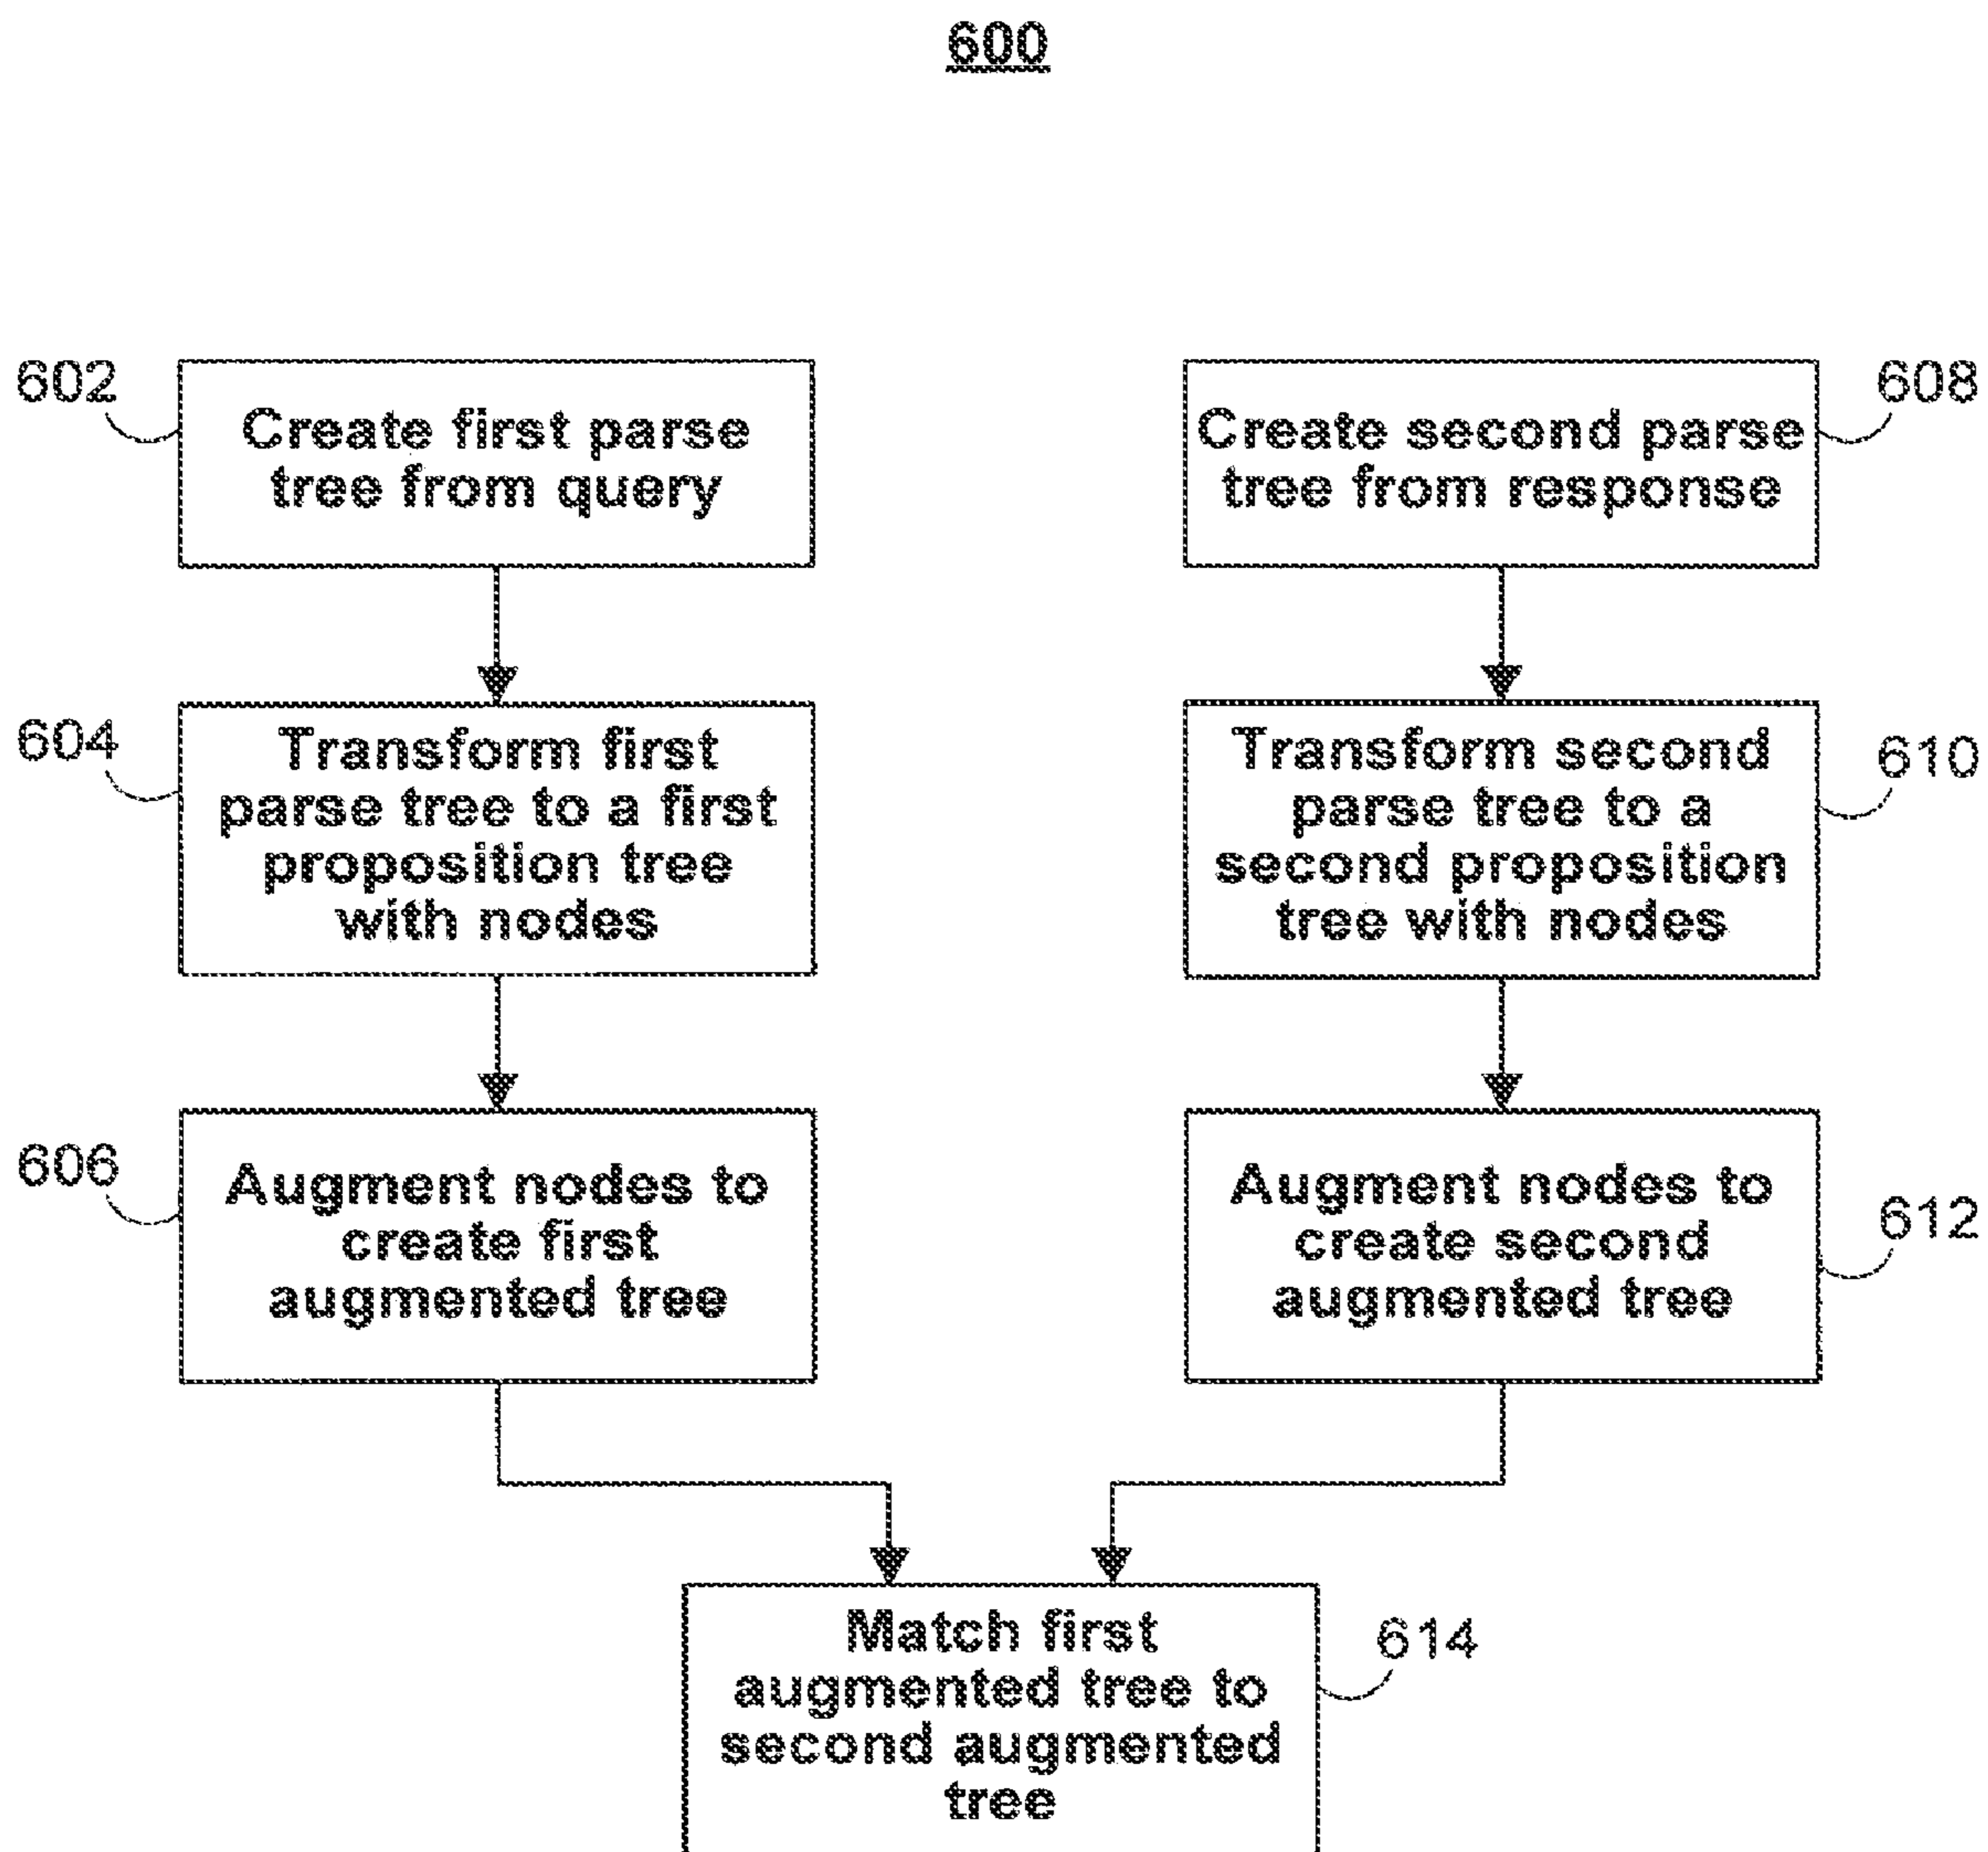 600
602
Create first parse
tree from query
604
Transform first
parse tree to a first
proposition tree
with nodes
606
Augment nodes to
create first
augmented tree
608
Create second parse
tree from response
610
Transform second
parse tree to a
second proposition
tree with nodes
612
Augment nodes to
create second
augmented tree
614
Match first
augmented tree to
second augmented
tree